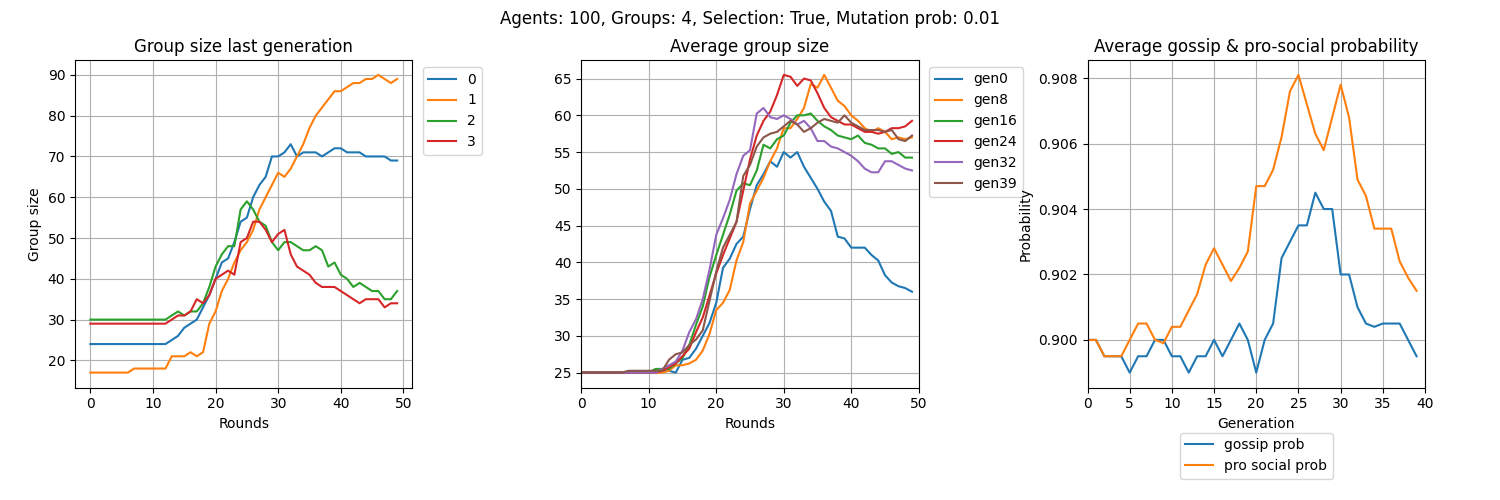 Agents: 100, Groups: 4, Selection: True, Mutation prob: 0.01
Group size last generation
Group size
90
80
70
60
50
40
30
20
0
10
20
30
40
50
Rounds
0
1
2
3
Average group size
65
60
55
50
45
40
35
30
25
0
10
20
30
40
50
Rounds
gen0
gen8
gen16
gen24
gen32
gen39
Average gossip & pro-social probability
Probability
0.908
0.906
0.904
0.902
0.900
0
5
10
15
20
25
30
35
40
Generation
gossip prob
pro social prob